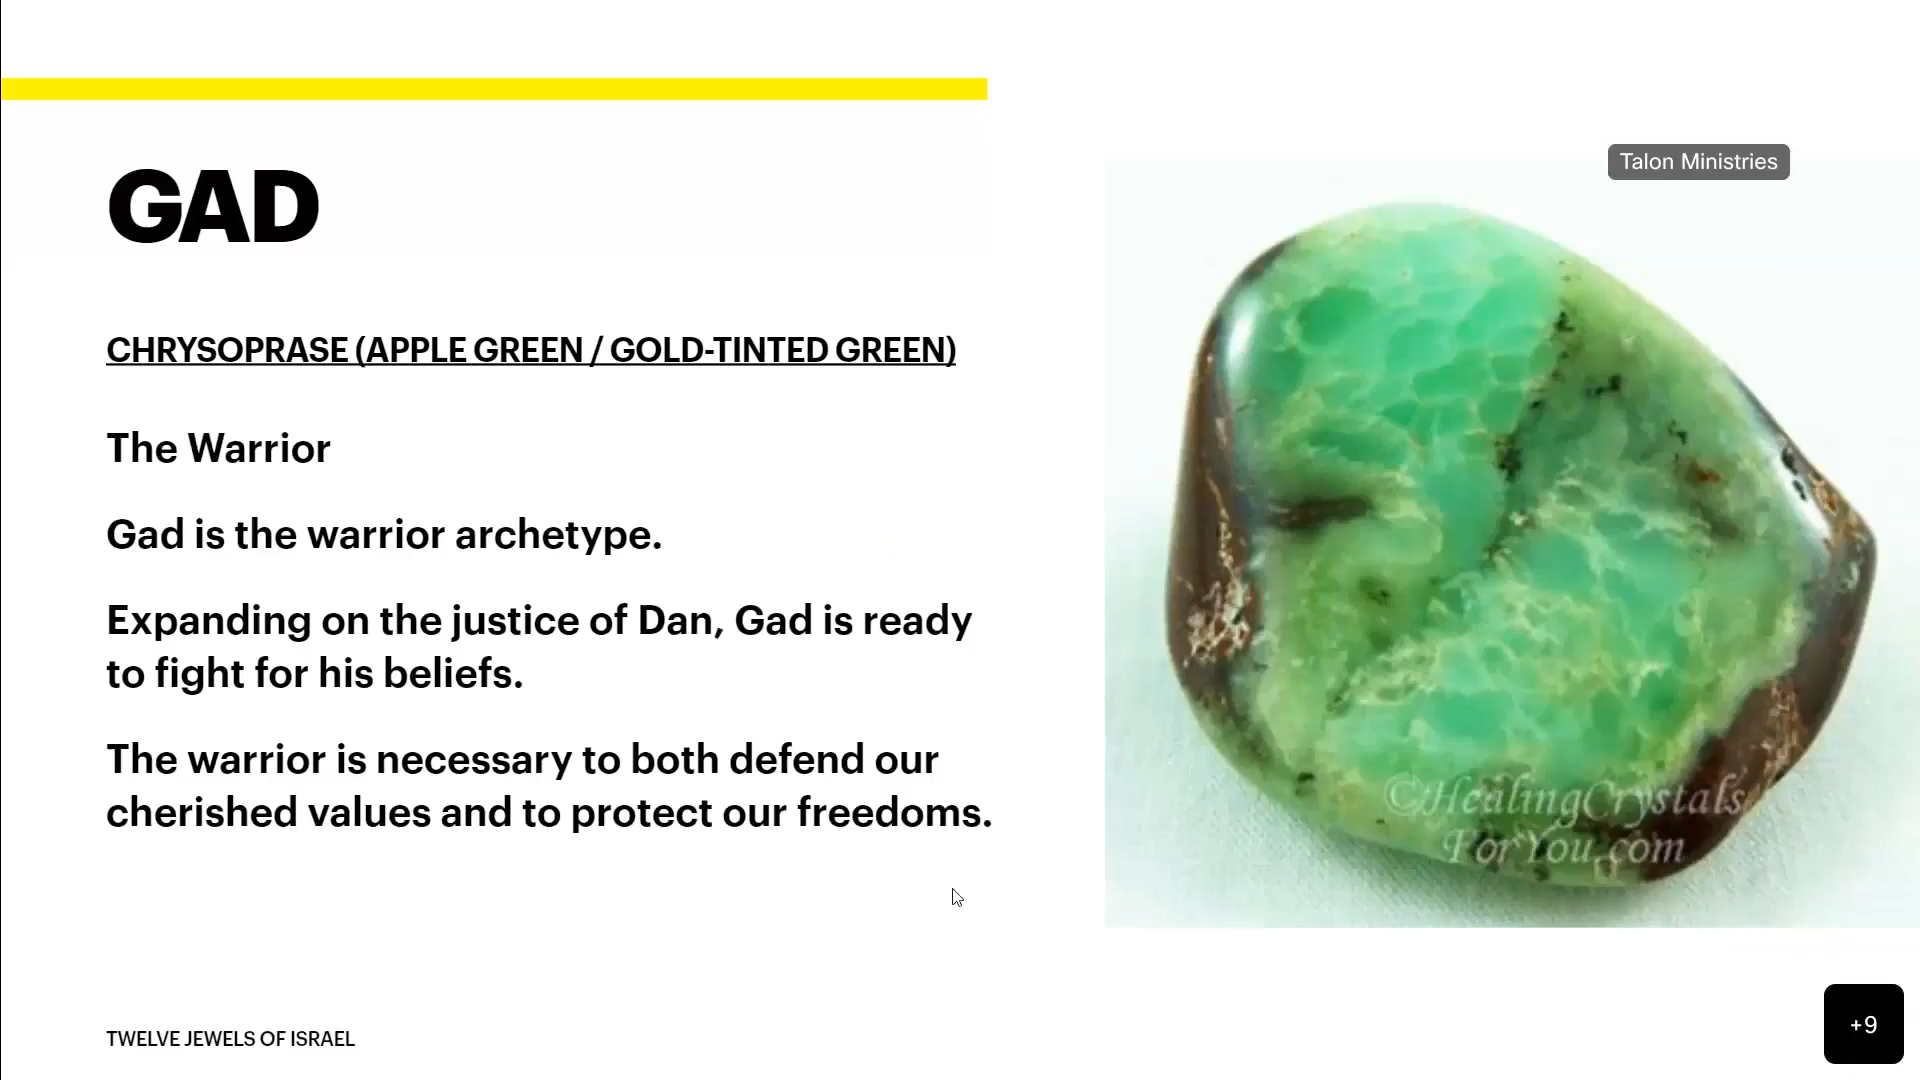 Talon Ministries
GAD
CHRYSOPRASE (APPLE GREEN / GOLD-TINTED GREEN)
The Warrior
Gad is the warrior archetype.
Expanding on the justice of Dan, Gad is ready
to fight for his beliefs.
The warrior is necessary to both defend our
cherished values and to protect our freedoms.
©HealingCrystals
ForYou.com
TWELVE JEWELS OF ISRAEL
+9